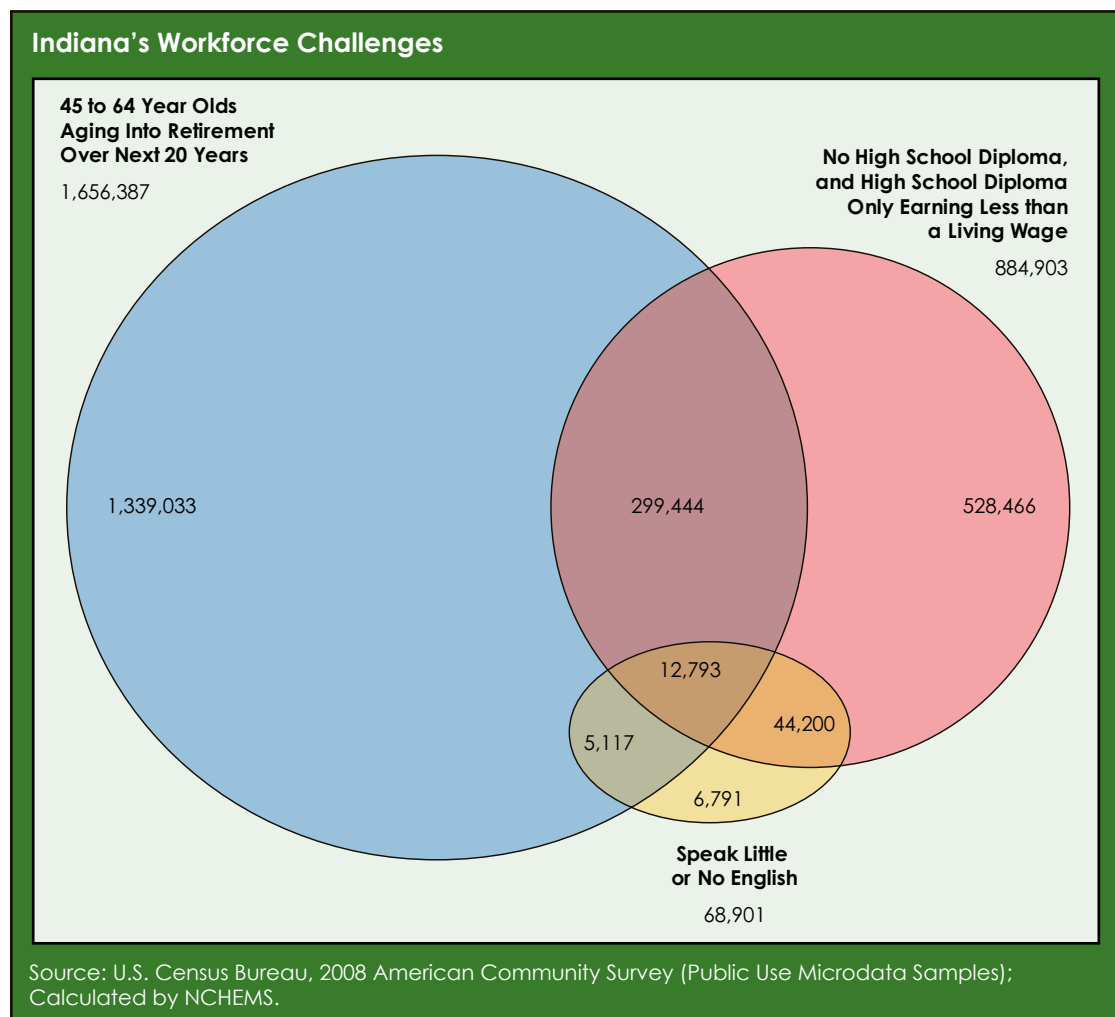 Indiana’s Workforce Challenges
45 to 64 Year Olds
Aging Into Retirement
Over Next 20 Years
1,656,387
No High School Diploma,
and High School Diploma
Only Earning Less than
a Living Wage
884,903
1,339,033
299,444
528,466
12,793
44,200
5,117
6,791
Speak Little
or No English
68,901
Source: U.S. Census Bureau, 2008 American Community Survey (Public Use Microdata Samples);
Calculated by NCHEMS.